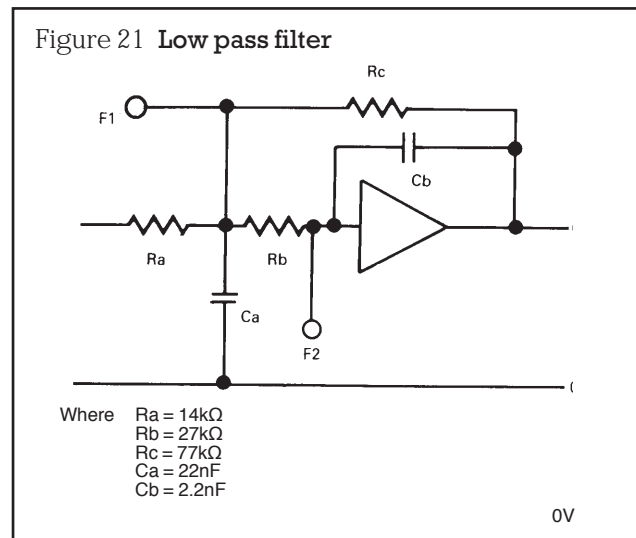 Figure 21 Low pass filter
Rc
F1
Cb
Ra
Rb
Ca
F2
Where Ra = 14kΩ
Rb = 27kΩ
Rc = 77kΩ
Ca = 22nF
Cb = 2.2nF
0V